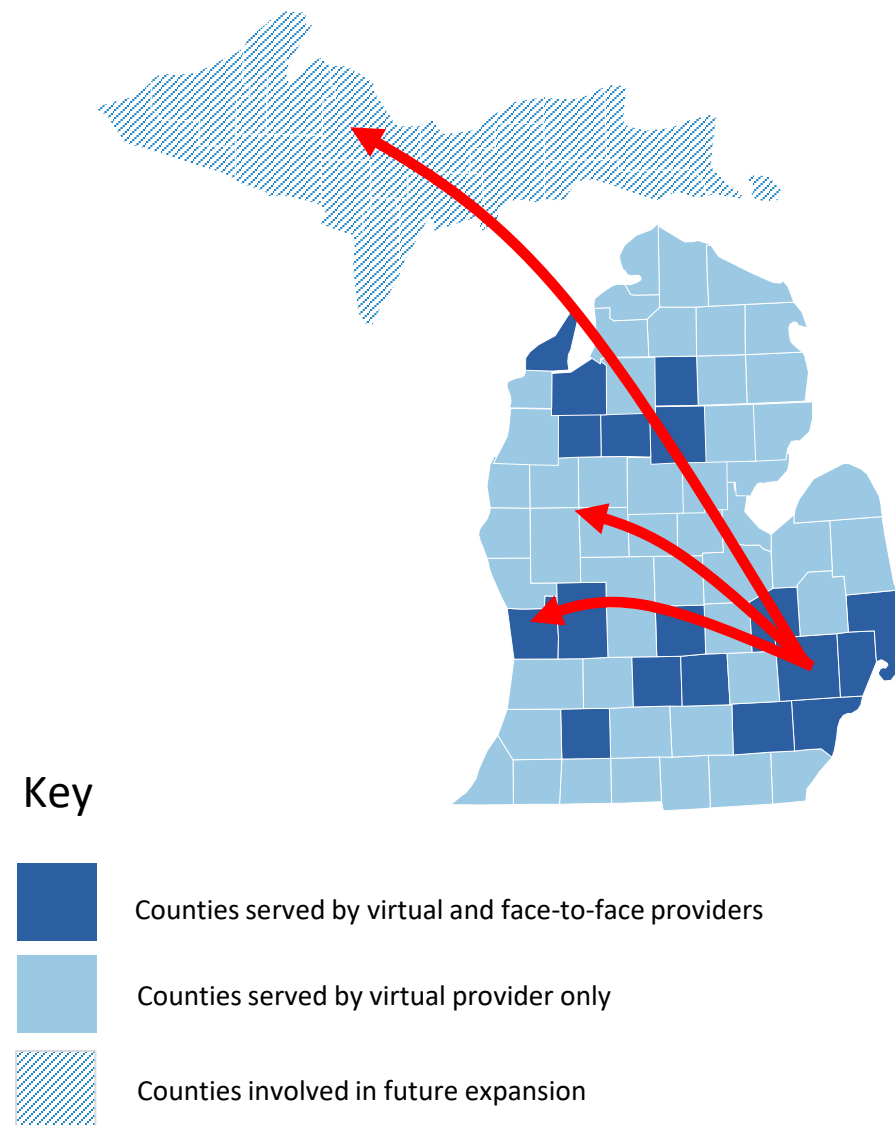 Key
Counties served by virtual and face-to-face providers
Counties served by virtual provider only
Counties involved in future expansion